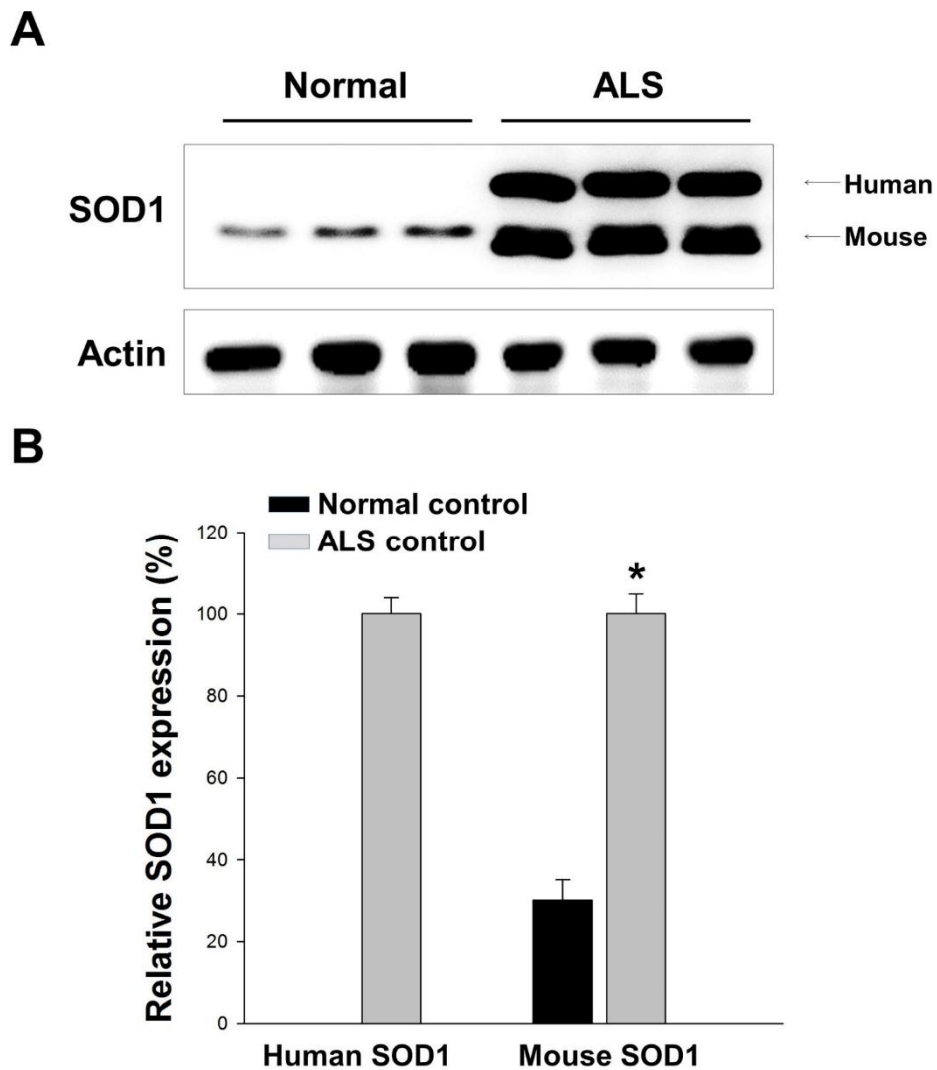 A
Normal ALS
SOD1
Human
Mouse
Actin
B
Normal control
ALS control
Relative SOD1 expression (%)
120
*
100
80
60
40
20
0
Human SOD1 Mouse SOD1